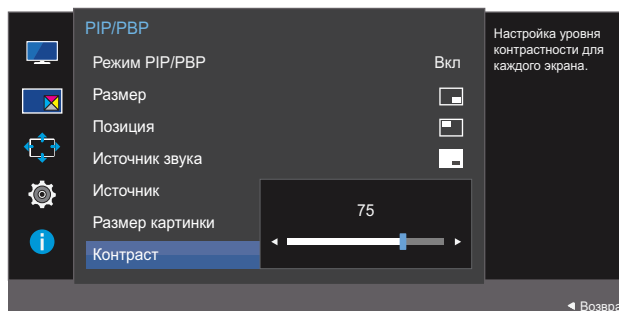 PIP/PBP
Режим PIP/PBP Вкл
Размер
Позиция
Источник звука
Источник
Размер картинки
Контраст
75
Настройка уровня
контрастности для
каждого экрана.
Возвра